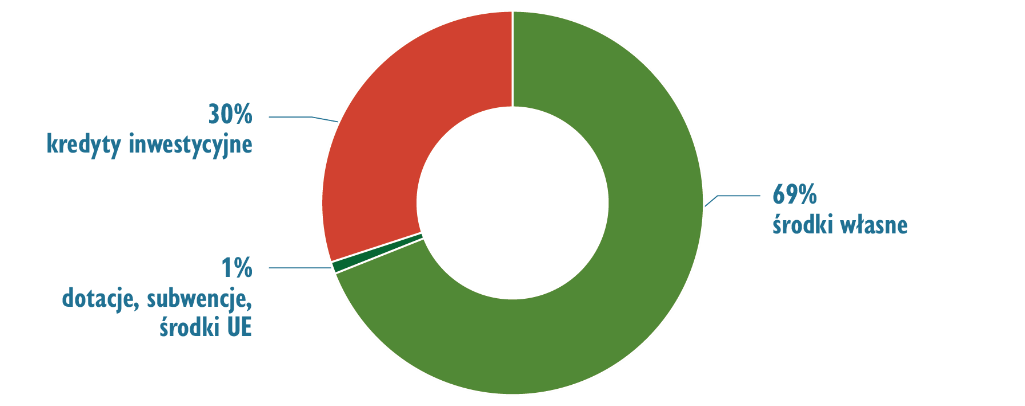 30%
kredyty inwestycyjne
69%
środki własne
1%
dotacje, subwencje,
środki UE